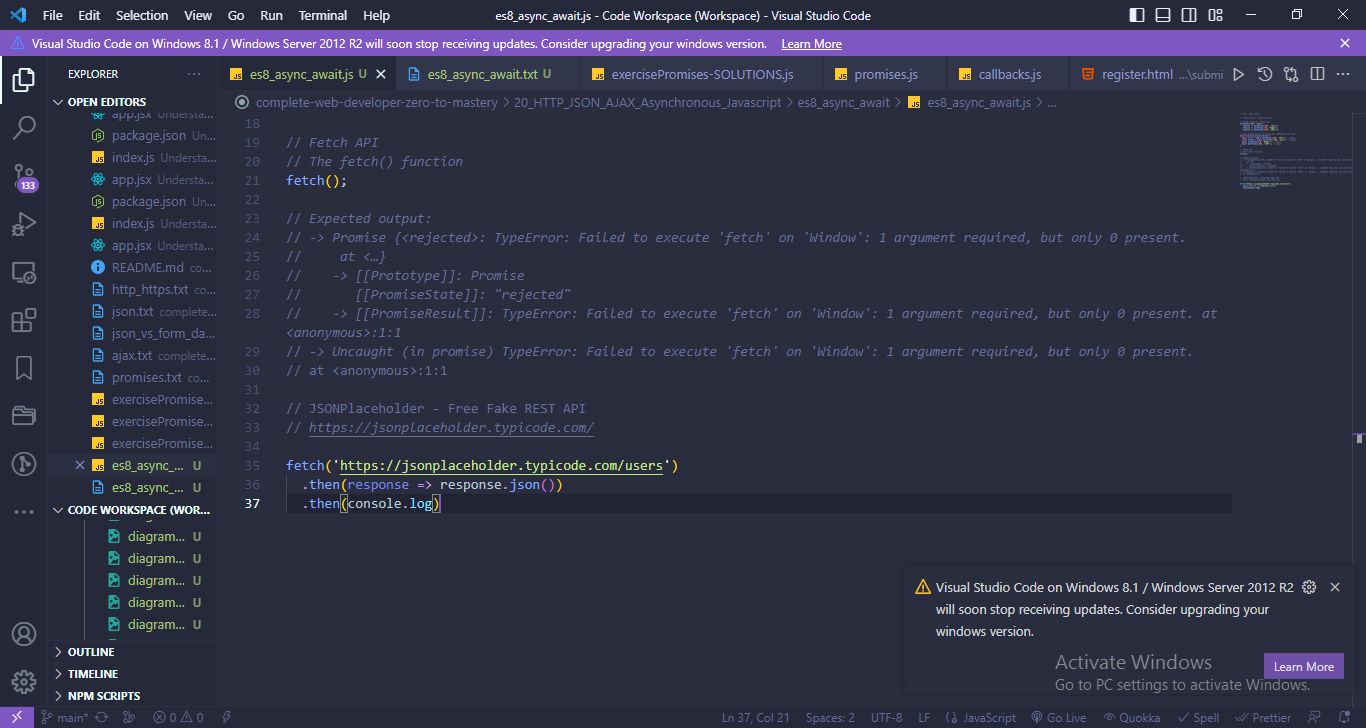 File Edit Selection View Go Run Terminal Help
es8_async_await.js - Code Workspace (Workspace) - Visual Studio Code
Visual Studio Code on Windows 8.1 / Windows Server 2012 R2 will soon stop receiving updates. Consider upgrading your windows version. Learn More
EXPLORER
OPEN EDITORS
app.jsx Understa...
package.json Un...
index.js Understa...
app.jsx Understa...
package.json Un...
index.js Understa...
app.jsx Understa...
README.md co...
http_https.txt co...
json.txt complete...
json_vs_form_da...
ajax.txt complete...
promises.txt co...
exercisePromise...
exercisePromise...
exercisePromise...
es8_async_... U
es8_async_... U
CODE WORKSPACE (WOR...
diagram... U
diagram... U
diagram... U
diagram... U
diagram... U
OUTLINE
TIMELINE
NPM SCRIPTS
133
es8_async_await.js U
es8_async_await.txt U
exercisePromises-SOLUTIONS.js
promises.js
callbacks.js
register.html ...\submi
complete-web-developer-zero-to-mastery > 20_HTTP_JSON_AJAX_Asynchronous_Javascript > es8_async_await > es8_async_await.js > ...
18
19 // Fetch API
20 // The fetch() function
21 fetch();
22
23 // Expected output:
24 // -> Promise {<rejected>: TypeError: Failed to execute 'fetch' on 'Window': 1 argument required, but only 0 present.
25 //     at <…}
26 //    -> [[Prototype]]: Promise
27 //       [[PromiseState]]: "rejected"
28 //    -> [[PromiseResult]]: TypeError: Failed to execute 'fetch' on 'Window': 1 argument required, but only 0 present. at
<anonymous>:1:1
29 // -> Uncaught (in promise) TypeError: Failed to execute 'fetch' on 'Window': 1 argument required, but only 0 present.
30 // at <anonymous>:1:1
31
32 // JSONPlaceholder - Free Fake REST API
33 // https://jsonplaceholder.typicode.com/
34
35 fetch('https://jsonplaceholder.typicode.com/users')
36   .then(response => response.json())
37   .then(console.log)
Visual Studio Code on Windows 8.1 / Windows Server 2012 R2
will soon stop receiving updates. Consider upgrading your
windows version.
Learn More
Activate Windows
Go to PC settings to activate Windows.
main* 0 0 Ln 37, Col 21 Spaces: 2 UTF-8 LF {} JavaScript Go Live Quokka Spell Prettier